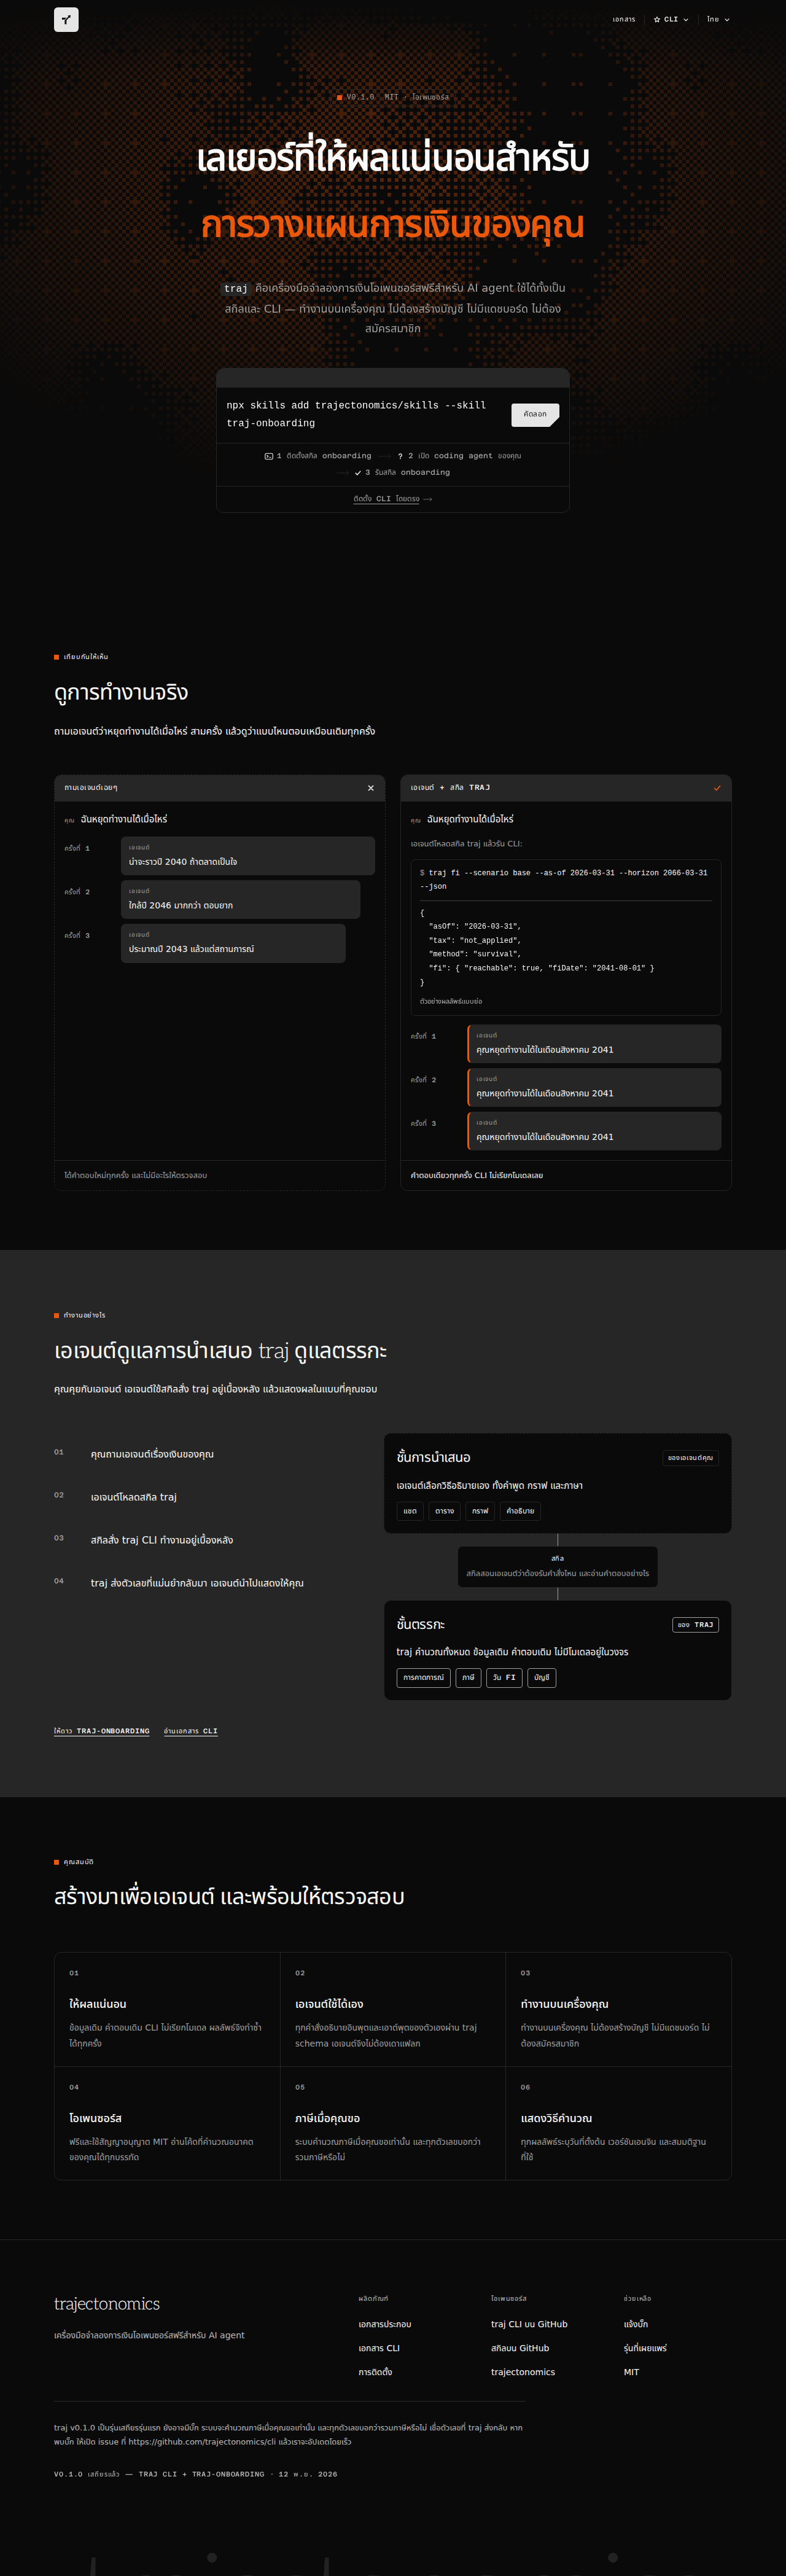 เอกสาร
CLI
ไทย
V0.1.0 MIT · โอเพนซอร์ส
เลเยอร์ที่ให้ผลแน่นอนสำหรับ
การวางแผนการเงินของคุณ
traj คือเครื่องมือจำลองการเงินโอเพนซอร์สฟรีสำหรับ AI agent ใช้ได้ทั้งเป็น
สกิลและ CLI — ทำงานบนเครื่องคุณ ไม่ต้องสร้างบัญชี ไม่มีแดชบอร์ด ไม่ต้อง
สมัครสมาชิก
npx skills add trajectonomics/skills --skill
traj-onboarding
คัดลอก
1 ติดตั้งสกิล onboarding
2 เปิด coding agent ของคุณ
3 รันสกิล onboarding
ติดตั้ง CLI โดยตรง
เทียบกันให้เห็น
ดูการทำงานจริง
ถามเอเจนต์ว่าหยุดทำงานได้เมื่อไหร่ สามครั้ง แล้วดูว่าแบบไหนตอบเหมือนเดิมทุกครั้ง
ถามเอเจนต์เฉยๆ
คุณ ฉันหยุดทำงานได้เมื่อไหร่
ครั้งที่ 1
เอเจนต์
น่าจะราวปี 2040 ถ้าตลาดเป็นใจ
ครั้งที่ 2
เอเจนต์
ใกล้ปี 2046 มากกว่า ตอบยาก
ครั้งที่ 3
เอเจนต์
ประมาณปี 2043 แล้วแต่สถานการณ์
ได้คำตอบใหม่ทุกครั้ง และไม่มีอะไรให้ตรวจสอบ
เอเจนต์ + สกิล TRAJ
คุณ ฉันหยุดทำงานได้เมื่อไหร่
เอเจนต์โหลดสกิล traj แล้วรัน CLI:
$ traj fi --scenario base --as-of 2026-03-31 --horizon 2066-03-31
--json
{
"asOf": "2026-03-31",
"tax": "not_applied",
"method": "survival",
"fi": { "reachable": true, "fiDate": "2041-08-01" }
}
ตัวอย่างผลลัพธ์แบบย่อ
ครั้งที่ 1
เอเจนต์
คุณหยุดทำงานได้ในเดือนสิงหาคม 2041
ครั้งที่ 2
เอเจนต์
คุณหยุดทำงานได้ในเดือนสิงหาคม 2041
ครั้งที่ 3
เอเจนต์
คุณหยุดทำงานได้ในเดือนสิงหาคม 2041
คำตอบเดียวทุกครั้ง CLI ไม่เรียกโมเดลเลย
ทำงานอย่างไร
เอเจนต์ดูแลการนำเสนอ traj ดูแลตรรกะ
คุณคุยกับเอเจนต์ เอเจนต์ใช้สกิลสั่ง traj อยู่เบื้องหลัง แล้วแสดงผลในแบบที่คุณชอบ
01 คุณถามเอเจนต์เรื่องเงินของคุณ
02 เอเจนต์โหลดสกิล traj
03 สกิลสั่ง traj CLI ทำงานอยู่เบื้องหลัง
04 traj ส่งตัวเลขที่แม่นยำกลับมา เอเจนต์นำไปแสดงให้คุณ
ชั้นการนำเสนอ
ของเอเจนต์คุณ
เอเจนต์เลือกวิธีอธิบายเอง ทั้งคำพูด กราฟ และภาษา
แชต
ตาราง
กราฟ
คำอธิบาย
สกิล
สกิลสอนเอเจนต์ว่าต้องรันคำสั่งไหน และอ่านคำตอบอย่างไร
ชั้นตรรกะ
ของ TRAJ
traj คำนวณทั้งหมด ข้อมูลเดิม คำตอบเดิม ไม่มีโมเดลอยู่ในวงจร
การคาดการณ์
ภาษี
วัน FI
บัญชี
ให้ดาว TRAJ-ONBOARDING
อ่านเอกสาร CLI
คุณสมบัติ
สร้างมาเพื่อเอเจนต์ และพร้อมให้ตรวจสอบ
01
ให้ผลแน่นอน
ข้อมูลเดิม คำตอบเดิม CLI ไม่เรียกโมเดล ผลลัพธ์จึงทำซ้ำ
ได้ทุกครั้ง
02
เอเจนต์ใช้ได้เอง
ทุกคำสั่งอธิบายอินพุตและเอาต์พุตของตัวเองผ่าน traj
schema เอเจนต์จึงไม่ต้องเดาแฟลก
03
ทำงานบนเครื่องคุณ
ทำงานบนเครื่องคุณ ไม่ต้องสร้างบัญชี ไม่มีแดชบอร์ด ไม่
ต้องสมัครสมาชิก
04
โอเพนซอร์ส
ฟรีและใช้สัญญาอนุญาต MIT อ่านโค้ดที่คำนวณอนาคต
ของคุณได้ทุกบรรทัด
05
ภาษีเมื่อคุณขอ
ระบบคำนวณภาษีเมื่อคุณขอเท่านั้น และทุกตัวเลขบอกว่า
รวมภาษีหรือไม่
06
แสดงวิธีคำนวณ
ทุกผลลัพธ์ระบุวันที่ตั้งต้น เวอร์ชันเอนจิน และสมมติฐาน
ที่ใช้
trajectonomics
เครื่องมือจำลองการเงินโอเพนซอร์สฟรีสำหรับ AI agent
ผลิตภัณฑ์
เอกสารประกอบ
เอกสาร CLI
การติดตั้ง
โอเพนซอร์ส
traj CLI บน GitHub
สกิลบน GitHub
trajectonomics
ช่วยเหลือ
แจ้งบั๊ก
รุ่นที่เผยแพร่
MIT
traj v0.1.0 เป็นรุ่นเสถียรรุ่นแรก ยังอาจมีบั๊ก ระบบจะคำนวณภาษีเมื่อคุณขอเท่านั้น และทุกตัวเลขบอกว่ารวมภาษีหรือไม่ เชื่อตัวเลขที่ traj ส่งกลับ หาก
พบบั๊ก ให้เปิด issue ที่ https://github.com/trajectonomics/cli แล้วเราจะอัปเดตโดยเร็ว
V0.1.0 เสถียรแล้ว — TRAJ CLI + TRAJ-ONBOARDING · 12 พ.ย. 2026